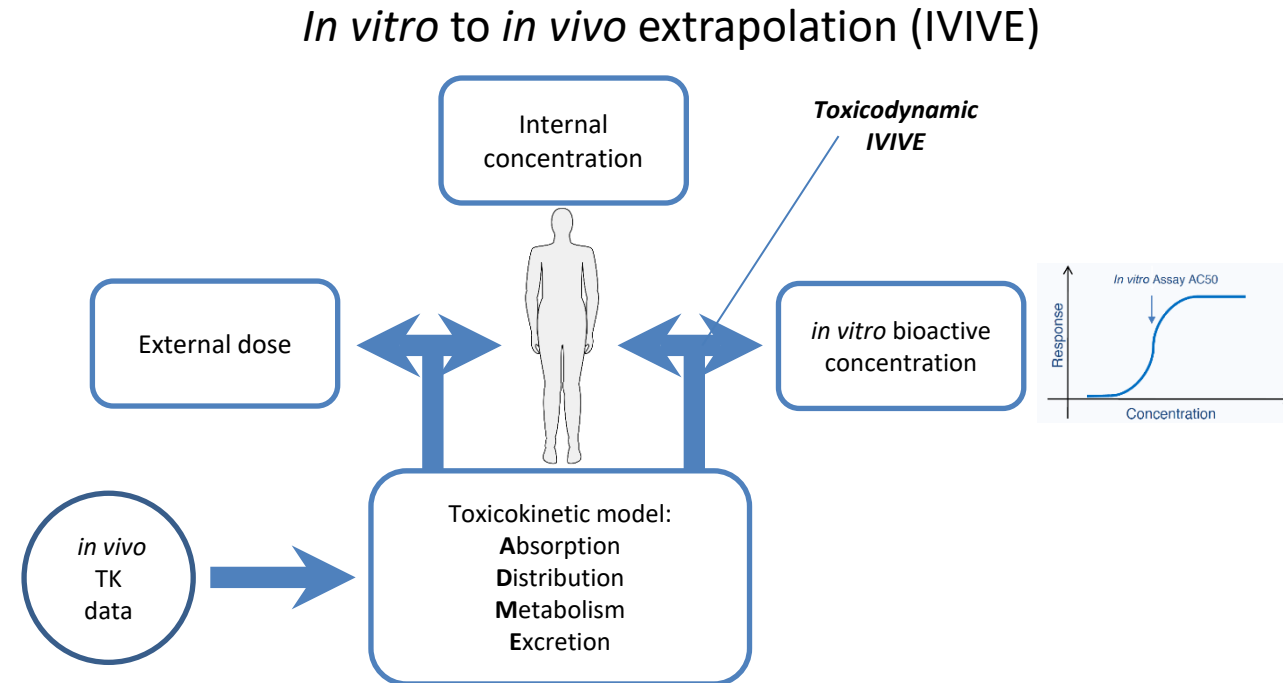 In vitro to in vivo extrapolation (IVIVE)
Internal
concentration
Toxicodynamic
IVIVE
External dose
in vitro bioactive
concentration
In vitro Assay AC50
Response
Concentration
in vivo
TK
data
Toxicokinetic model:
Absorption
Distribution
Metabolism
Excretion